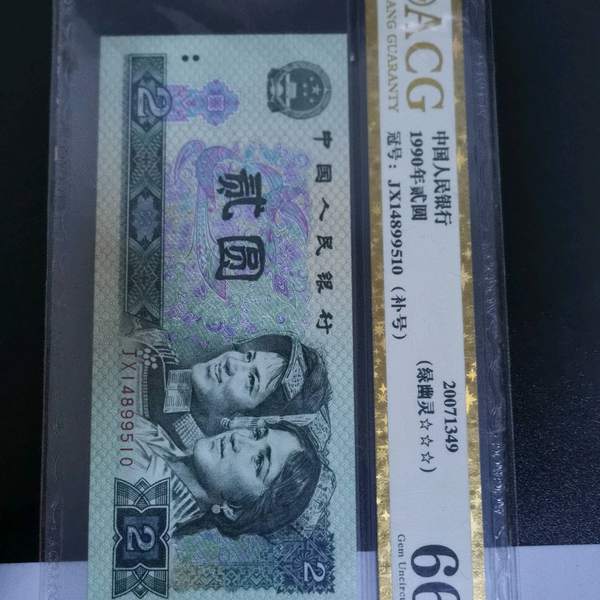 ACG
ANG GUARANTY
中国人民银行
1990年贰圆
冠号：JX14899510（补号）
20071349
（绿幽灵☆☆☆）
66
Gem Uncircu
中国人民银行
贰圆
2
JX14899510
2
2